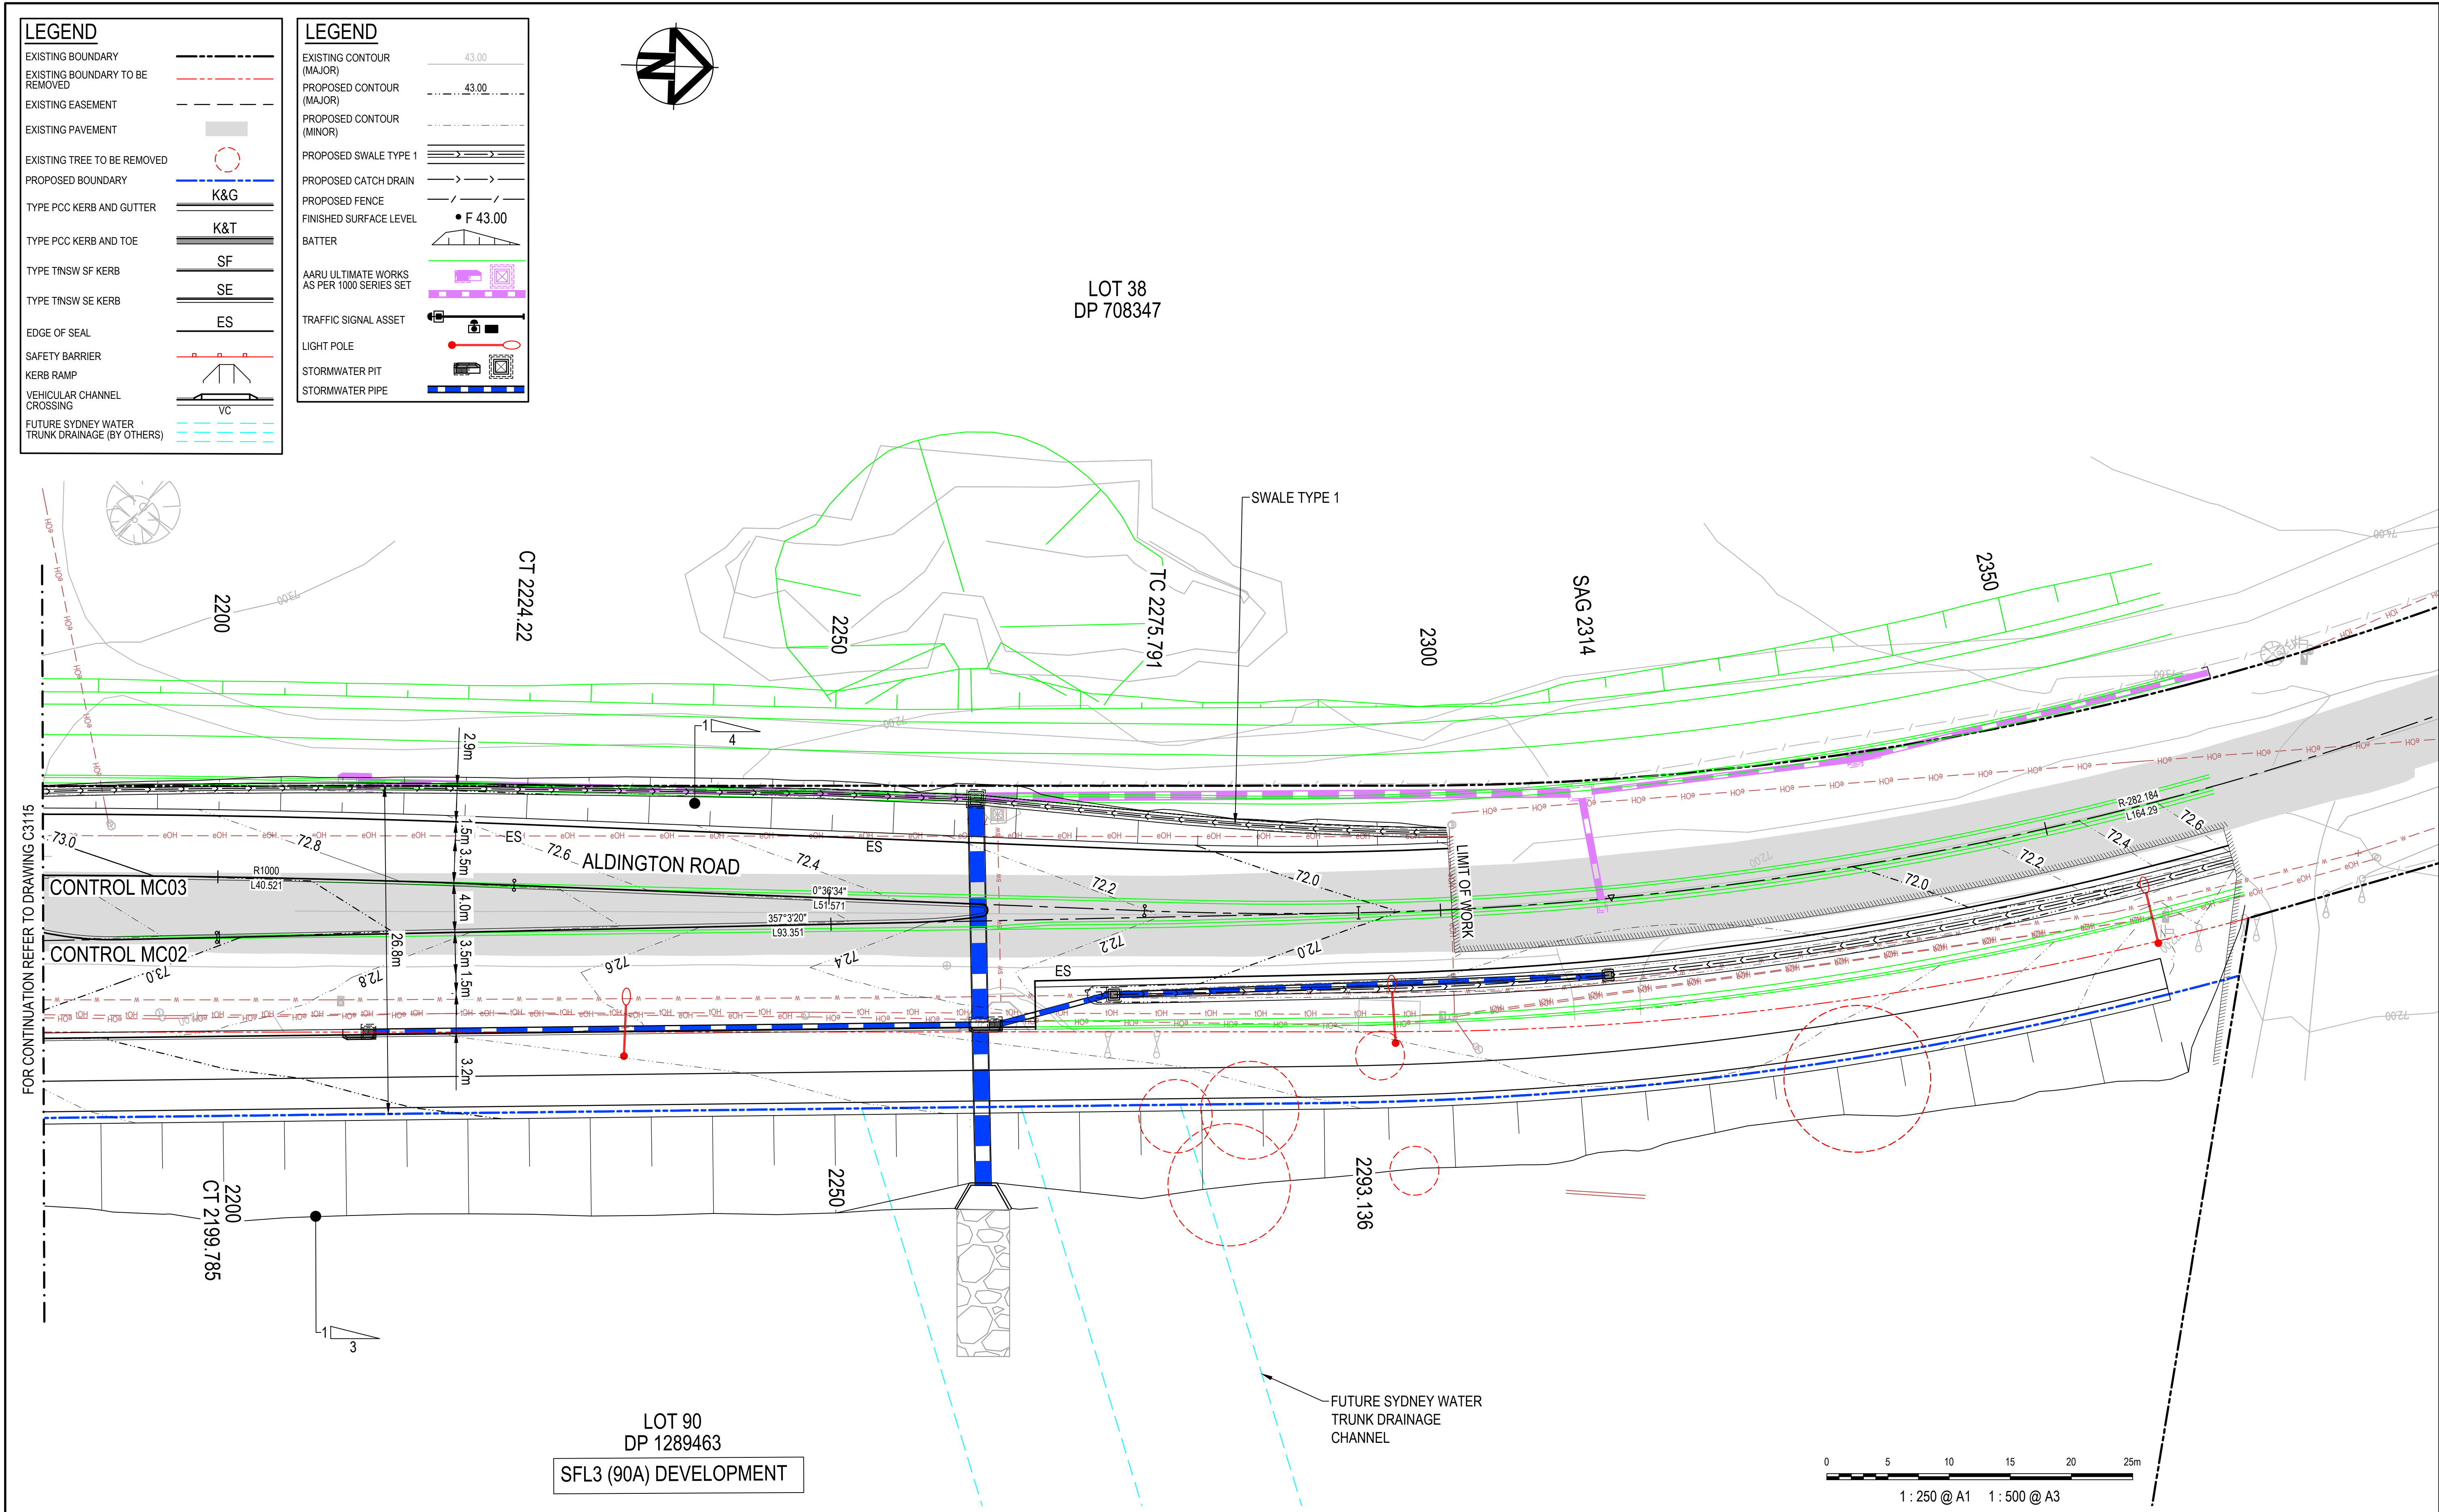 LEGEND
EXISTING BOUNDARY
EXISTING BOUNDARY TO BE
REMOVED
EXISTING EASEMENT
EXISTING PAVEMENT
EXISTING TREE TO BE REMOVED
PROPOSED BOUNDARY
K&G
TYPE PCC KERB AND GUTTER
K&T
TYPE PCC KERB AND TOE
SF
TYPE TfNSW SF KERB
SE
TYPE TfNSW SE KERB
ES
EDGE OF SEAL
SAFETY BARRIER
KERB RAMP
VEHICULAR CHANNEL
CROSSING
VC
FUTURE SYDNEY WATER
TRUNK DRAINAGE (BY OTHERS)
LEGEND
EXISTING CONTOUR
(MAJOR)
43.00
PROPOSED CONTOUR
(MAJOR)
43.00
PROPOSED CONTOUR
(MINOR)
PROPOSED SWALE TYPE 1
PROPOSED CATCH DRAIN
PROPOSED FENCE
FINISHED SURFACE LEVEL
F 43.00
BATTER
AARU ULTIMATE WORKS
AS PER 1000 SERIES SET
TRAFFIC SIGNAL ASSET
LIGHT POLE
STORMWATER PIT
STORMWATER PIPE
N
LOT 38
DP 708347
SWALE TYPE 1
2200
73.00
CT 2224.22
2250
TC 2275.791
2300
SAG 2314
2350
74.00
73.00
72.00
2.9m
1
4
FOR CONTINUATION REFER TO DRAWING C3115
73.0
72.8
ES
72.6
ALDINGTON ROAD
72.4
ES
72.2
72.0
LIMIT OF WORK
72.00
R-282.184
L164.29
72.6
72.4
72.2
72.0
1.5m
3.5m
4.0m
3.5m
1.5m
3.2m
26.8m
CONTROL MC03
R1000
L40.521
0°36'34"
L51.571
357°3'20"
L93.351
CONTROL MC02
73.0
72.8
72.6
72.4
72.2
72.0
ES
72.00
2200
CT 2199.785
2250
2293.136
1
3
FUTURE SYDNEY WATER
TRUNK DRAINAGE
CHANNEL
LOT 90
DP 1289463
SFL3 (90A) DEVELOPMENT
0 5 10 15 20 25m
1 : 250 @ A1 1 : 500 @ A3